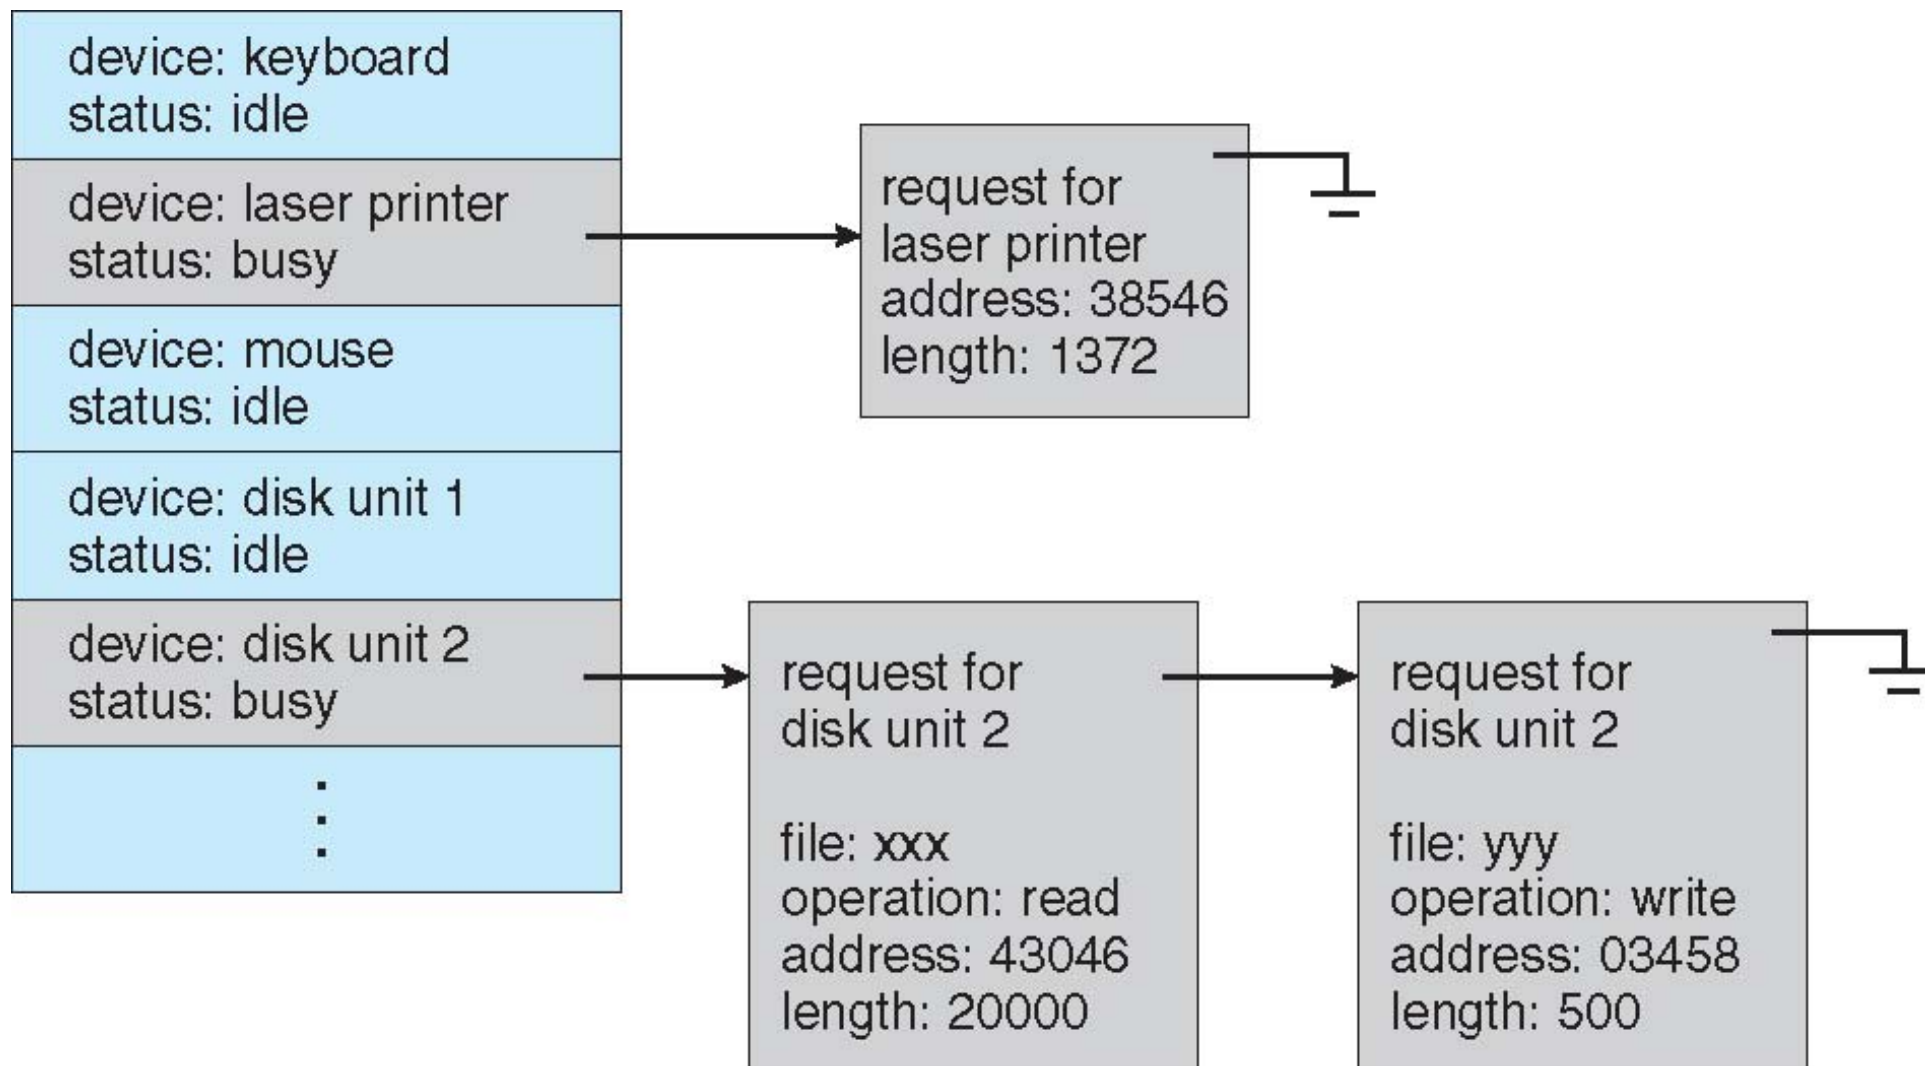 device: keyboard
status: idle
device: laser printer
status: busy
device: mouse
status: idle
device: disk unit 1
status: idle
device: disk unit 2
status: busy
request for
laser printer
address: 38546
length: 1372
request for
disk unit 2
file: xxx
operation: read
address: 43046
length: 20000
request for
disk unit 2
file: yyy
operation: write
address: 03458
length: 500